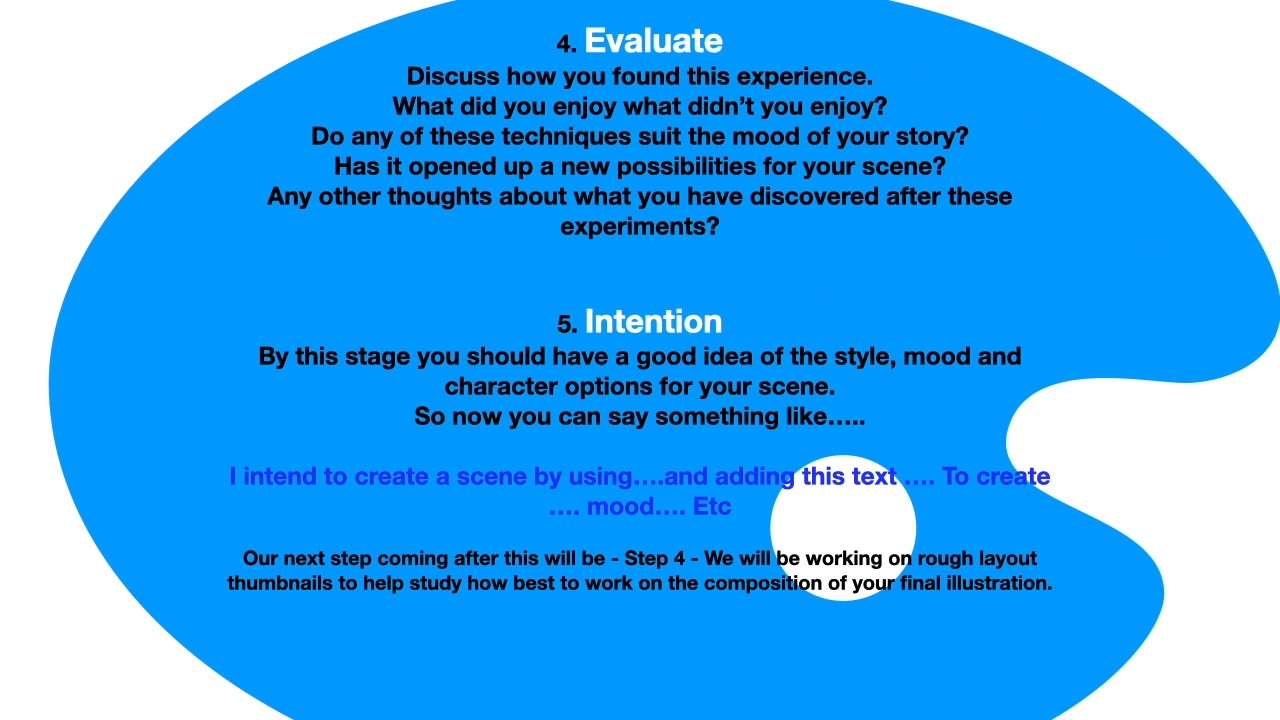 4. Evaluate
Discuss how you found this experience.
What did you enjoy what didn’t you enjoy?
Do any of these techniques suit the mood of your story?
Has it opened up a new possibilities for your scene?
Any other thoughts about what you have discovered after these
experiments?
5. Intention
By this stage you should have a good idea of the style, mood and
character options for your scene.
So now you can say something like…..
I intend to create a scene by using….and adding this text …. To create
…. mood…. Etc
Our next step coming after this will be - Step 4 - We will be working on rough layout
thumbnails to help study how best to work on the composition of your final illustration.